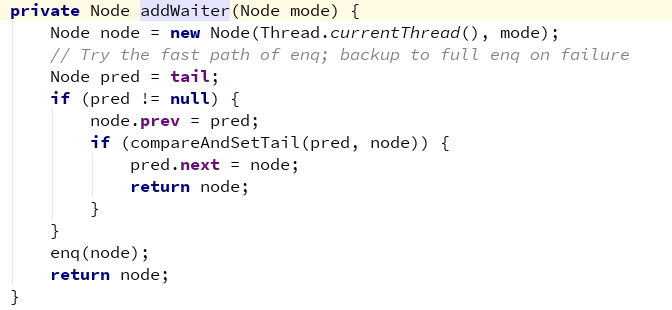 private Node addWaiter(Node mode) {
    Node node = new Node(Thread.currentThread(), mode);
    // Try the fast path of enq; backup to full enq on failure
    Node pred = tail;
    if (pred != null) {
        node.prev = pred;
        if (compareAndSetTail(pred, node)) {
            pred.next = node;
            return node;
        }
    }
    enq(node);
    return node;
}